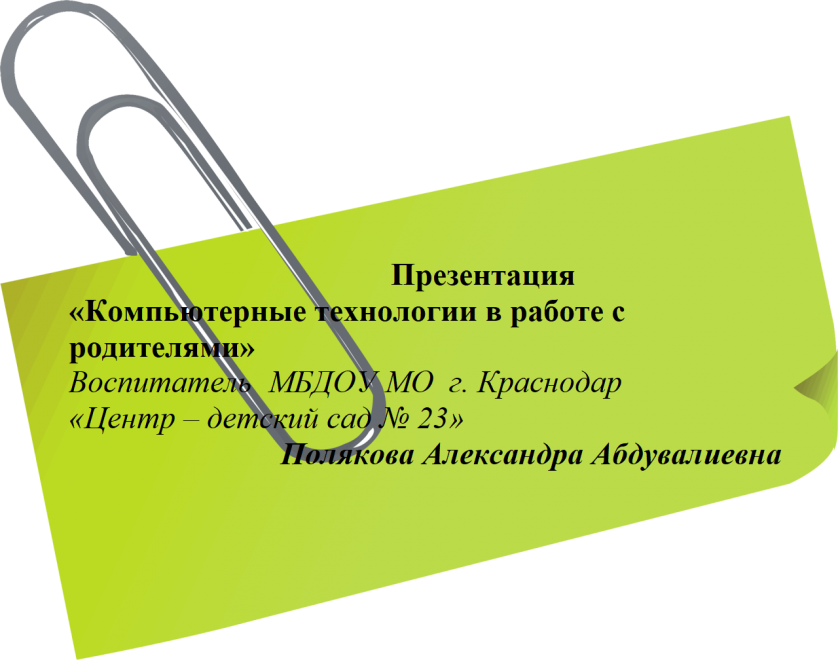 Презентация
«Компьютерные технологии в работе с
родителями»
Воспитатель МБДОУ МО г. Краснодар
«Центр – детский сад № 23»
Полякова Александра Абдувалиевна